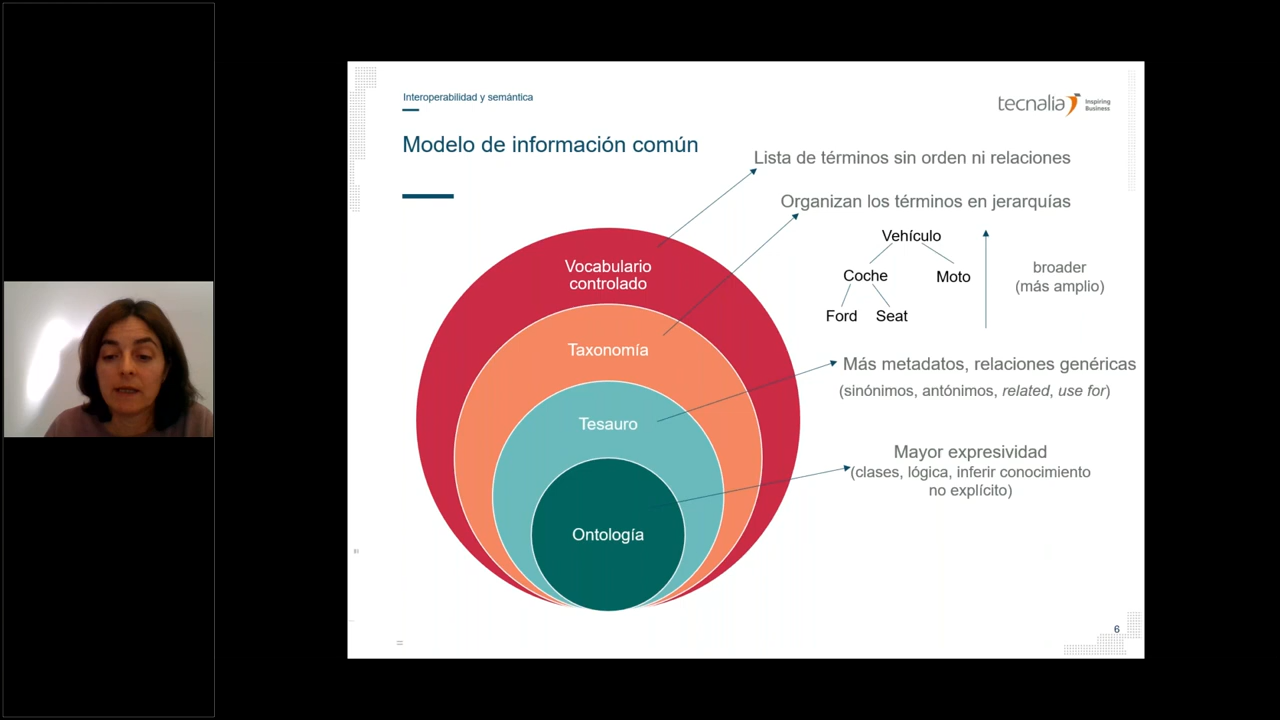 Interoperabilidad y semántica
tecnalia Inspiring
Business
Modelo de información común
Lista de términos sin orden ni relaciones
Organizan los términos en jerarquías
Vehículo
Coche
Moto
Ford
Seat
broader
(más amplio)
Vocabulario
controlado
Taxonomía
Más metadatos, relaciones genéricas
(sinónimos, antónimos, related, use for)
Tesauro
Mayor expresividad
(clases, lógica, inferir conocimiento
no explícito)
Ontología
6